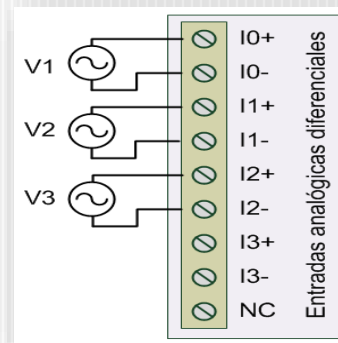 V1
V2
V3
I0+
I0-
I1+
I1-
I2+
I2-
I3+
I3-
NC
Entradas analógicas diferenciales